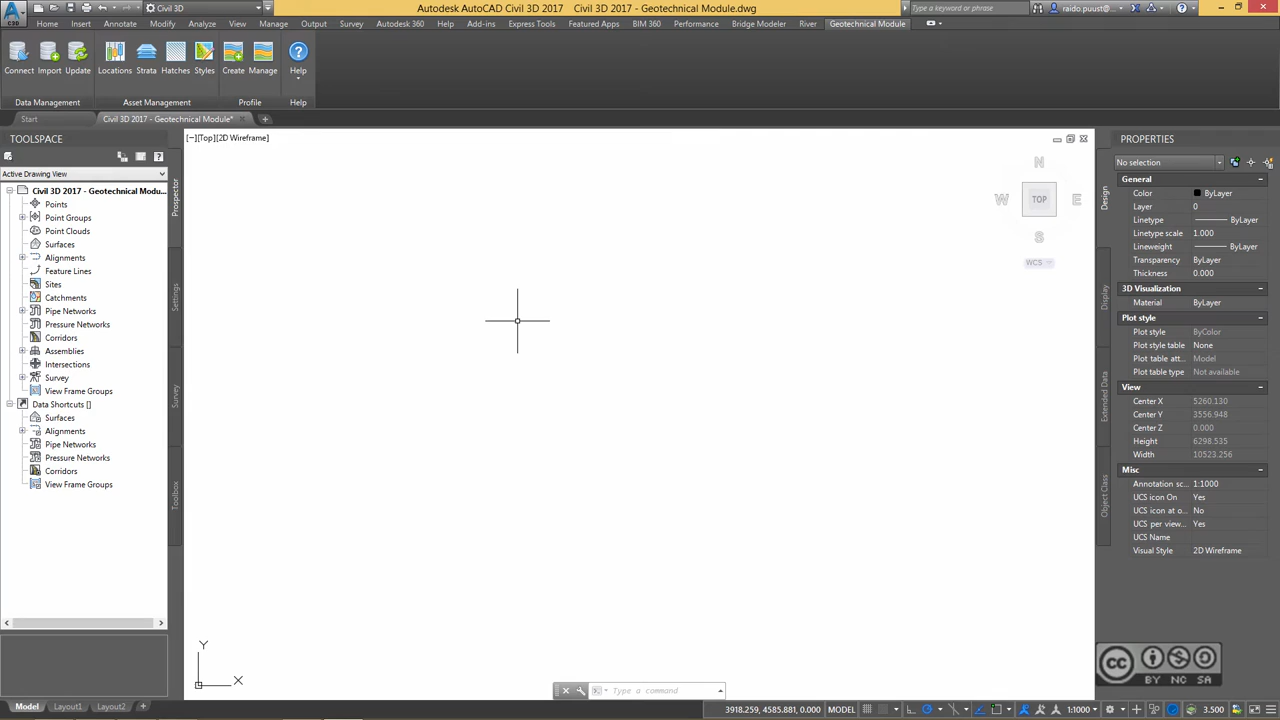 Civil 3D
Autodesk AutoCAD Civil 3D 2017 Civil 3D 2017 - Geotechnical Module.dwg
Type a keyword or phrase
raido.puust@...
Home Insert Annotate Modify Analyze View Manage Output Survey Autodesk 360 Help Add-ins Express Tools Featured Apps BIM 360 Performance Bridge Modeler River Geotechnical Module
Connect Import Update Locations Strata Hatches Styles Create Manage Help
Data Management Asset Management Profile Help
Start Civil 3D 2017 - Geotechnical Module*
TOOLSPACE
Active Drawing View
Civil 3D 2017 - Geotechnical Modu...
Points
Point Groups
Point Clouds
Surfaces
Alignments
Feature Lines
Sites
Catchments
Pipe Networks
Pressure Networks
Corridors
Assemblies
Intersections
Survey
View Frame Groups
Data Shortcuts []
Surfaces
Alignments
Pipe Networks
Pressure Networks
Corridors
View Frame Groups
Prospector
Settings
Survey
Toolbox
[−][Top][2D Wireframe]
N
W TOP E
S
WCS
Y
X
Type a command
Design
Display
Extended Data
Object Class
PROPERTIES
No selection
General
Color ByLayer
Layer 0
Linetype ByLayer
Linetype scale 1.000
Lineweight ByLayer
Transparency ByLayer
Thickness 0.000
3D Visualization
Material ByLayer
Plot style
Plot style ByColor
Plot style table None
Plot table att... Model
Plot table type Not available
View
Center X 5260.130
Center Y 3556.948
Center Z 0.000
Height 6298.535
Width 10523.256
Misc
Annotation sc... 1:1000
UCS icon On Yes
UCS icon at o... No
UCS per view... Yes
UCS Name
Visual Style 2D Wireframe
cc
BY NC SA
Model Layout1 Layout2
3918.259, 4585.881, 0.000 MODEL 1:1000 3.500